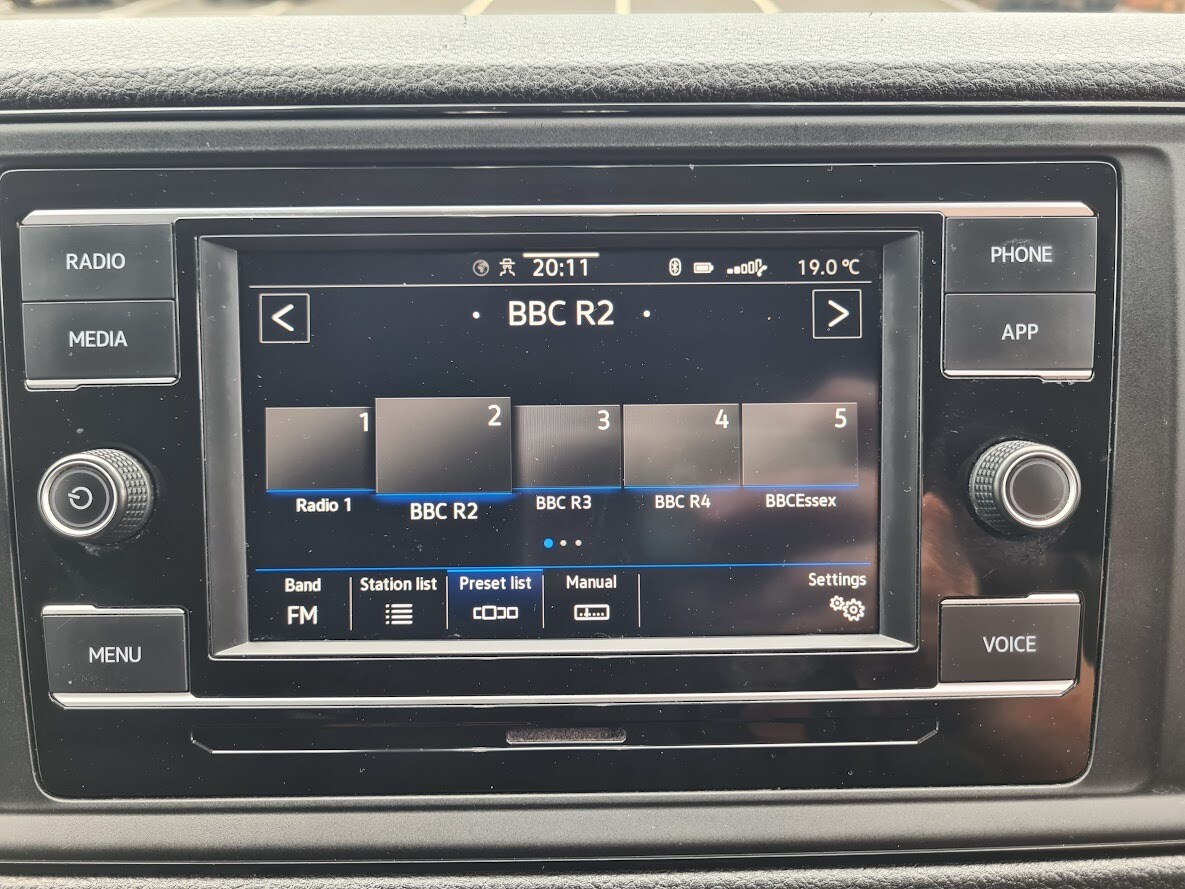 RADIO
MEDIA
MENU
20:11
19.0 °C
< 
BBC R2
>
1
2
3
4
5
Radio 1
BBC R2
BBC R3
BBC R4
BBCEssex
Band
FM
Station list
Preset list
Manual
Settings
PHONE
APP
VOICE